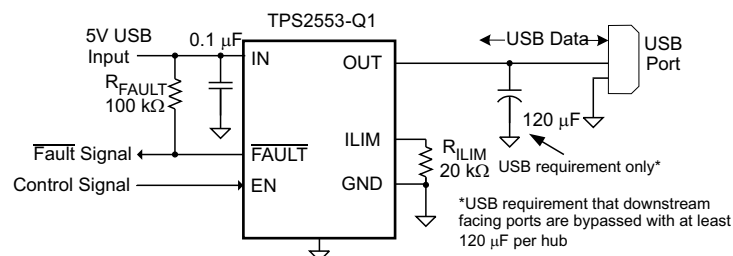 TPS2553-Q1
5V USB
Input
0.1 μF
IN
OUT
USB Data
USB
Port
R_FAULT
100 kΩ
120 μF
Fault Signal
FAULT
ILIM
R_ILIM
20 kΩ
USB requirement only*
Control Signal
EN
GND
*USB requirement that downstream
facing ports are bypassed with at least
120 μF per hub